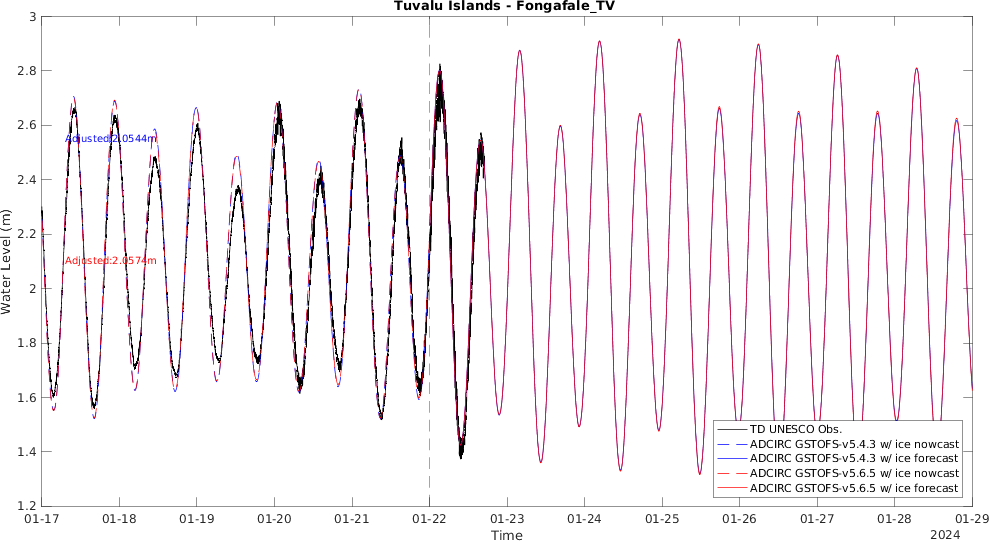 Tuvalu Islands - Fongafale_TV
3
2.8
2.6
2.4
2.2
2
1.8
1.6
1.4
1.2
Water Level (m)
Adjusted:2.0544m
Adjusted:2.0574m
TD UNESCO Obs.
ADCIRC GSTOFS-v5.4.3 w/ ice nowcast
ADCIRC GSTOFS-v5.4.3 w/ ice forecast
ADCIRC GSTOFS-v5.6.5 w/ ice nowcast
ADCIRC GSTOFS-v5.6.5 w/ ice forecast
01-17 01-18 01-19 01-20 01-21 01-22 01-23 01-24 01-25 01-26 01-27 01-28 01-29
Time
2024